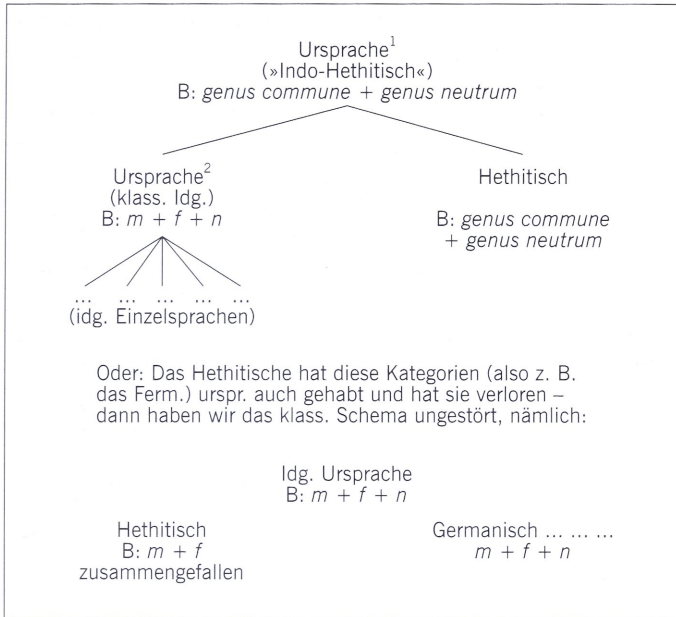 Ursprache¹
(»Indo-Hethitisch«)
B: genus commune + genus neutrum
Ursprache²
(klass. Idg.)
B: m + f + n
Hethitisch
B: genus commune
+ genus neutrum
... ... ... ... ...
(idg. Einzelsprachen)
Oder: Das Hethitische hat diese Kategorien (also z. B.
das Ferm.) urspr. auch gehabt und hat sie verloren –
dann haben wir das klass. Schema ungestört, nämlich:
Idg. Ursprache
B: m + f + n
Hethitisch
B: m + f
zusammengefallen
Germanisch ... ... ...
m + f + n